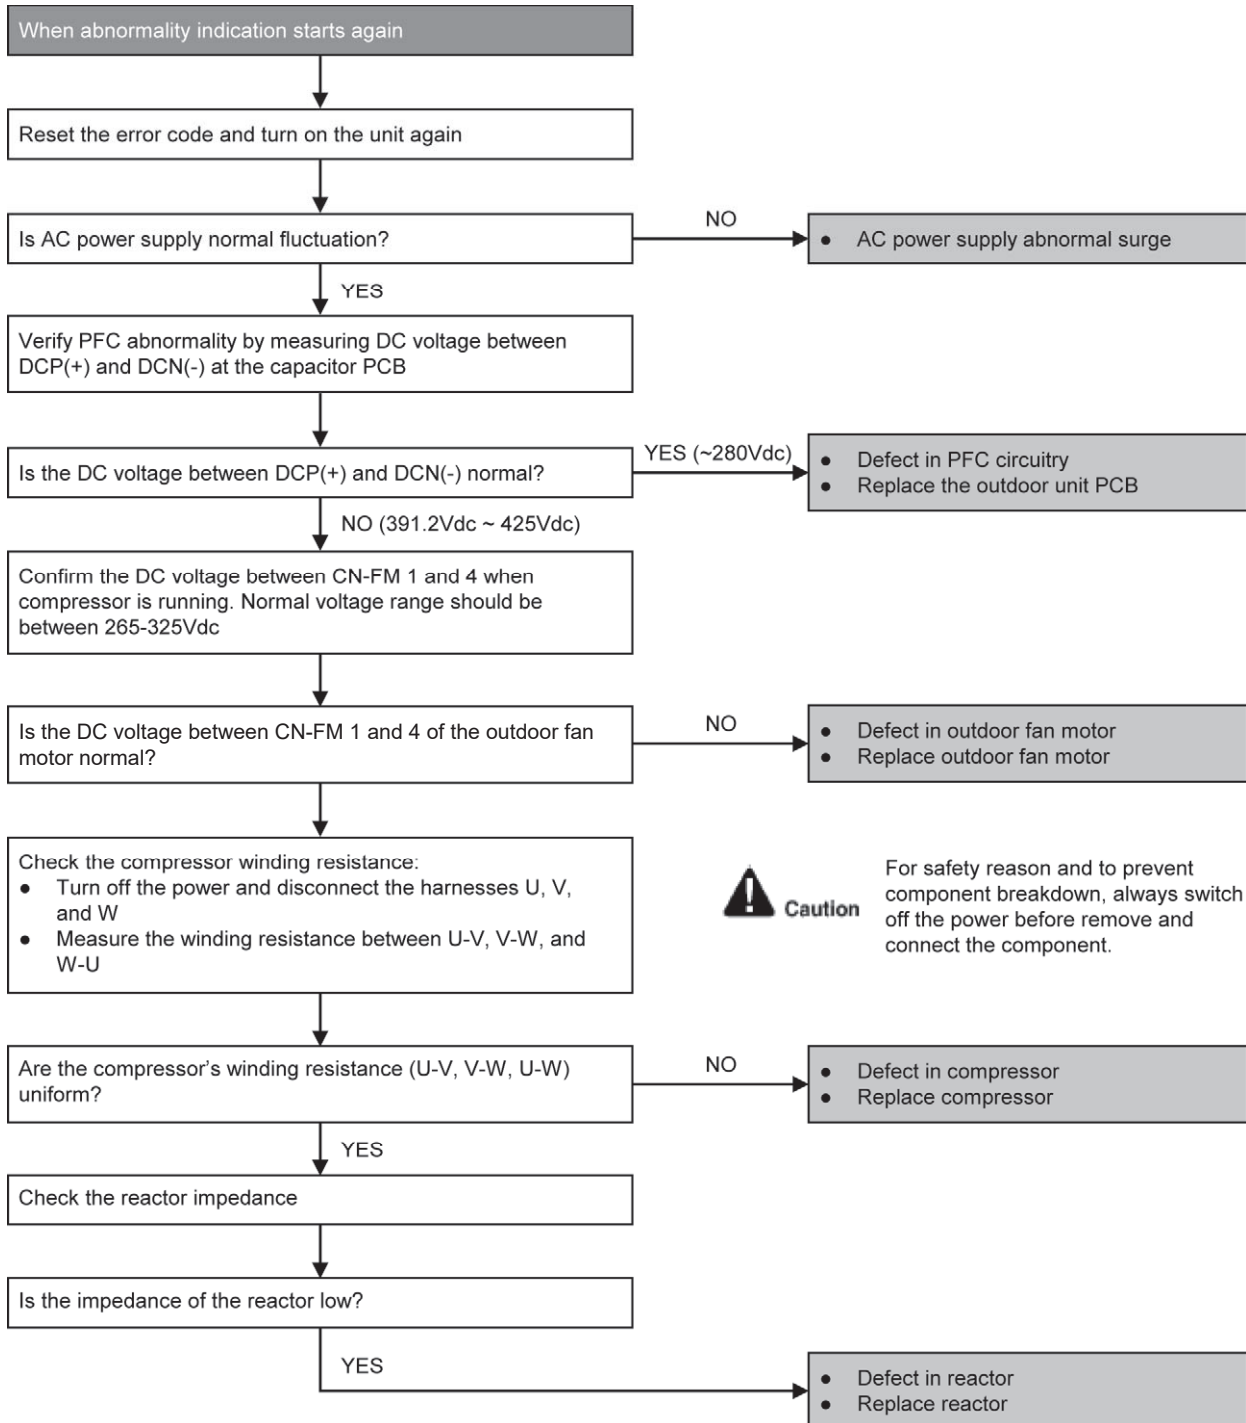 When abnormality indication starts again
Reset the error code and turn on the unit again
Is AC power supply normal fluctuation?
NO
● AC power supply abnormal surge
YES
Verify PFC abnormality by measuring DC voltage between
DCP(+) and DCN(-) at the capacitor PCB
Is the DC voltage between DCP(+) and DCN(-) normal?
YES (~280Vdc)
● Defect in PFC circuitry
● Replace the outdoor unit PCB
NO (391.2Vdc ~ 425Vdc)
Confirm the DC voltage between CN-FM 1 and 4 when
compressor is running. Normal voltage range should be
between 265-325Vdc
Is the DC voltage between CN-FM 1 and 4 of the outdoor fan
motor normal?
NO
● Defect in outdoor fan motor
● Replace outdoor fan motor
Check the compressor winding resistance:
● Turn off the power and disconnect the harnesses U, V,
and W
● Measure the winding resistance between U-V, V-W, and
W-U
Caution
For safety reason and to prevent
component breakdown, always switch
off the power before remove and
connect the component.
Are the compressor's winding resistance (U-V, V-W, U-W)
uniform?
NO
● Defect in compressor
● Replace compressor
YES
Check the reactor impedance
Is the impedance of the reactor low?
YES
● Defect in reactor
● Replace reactor